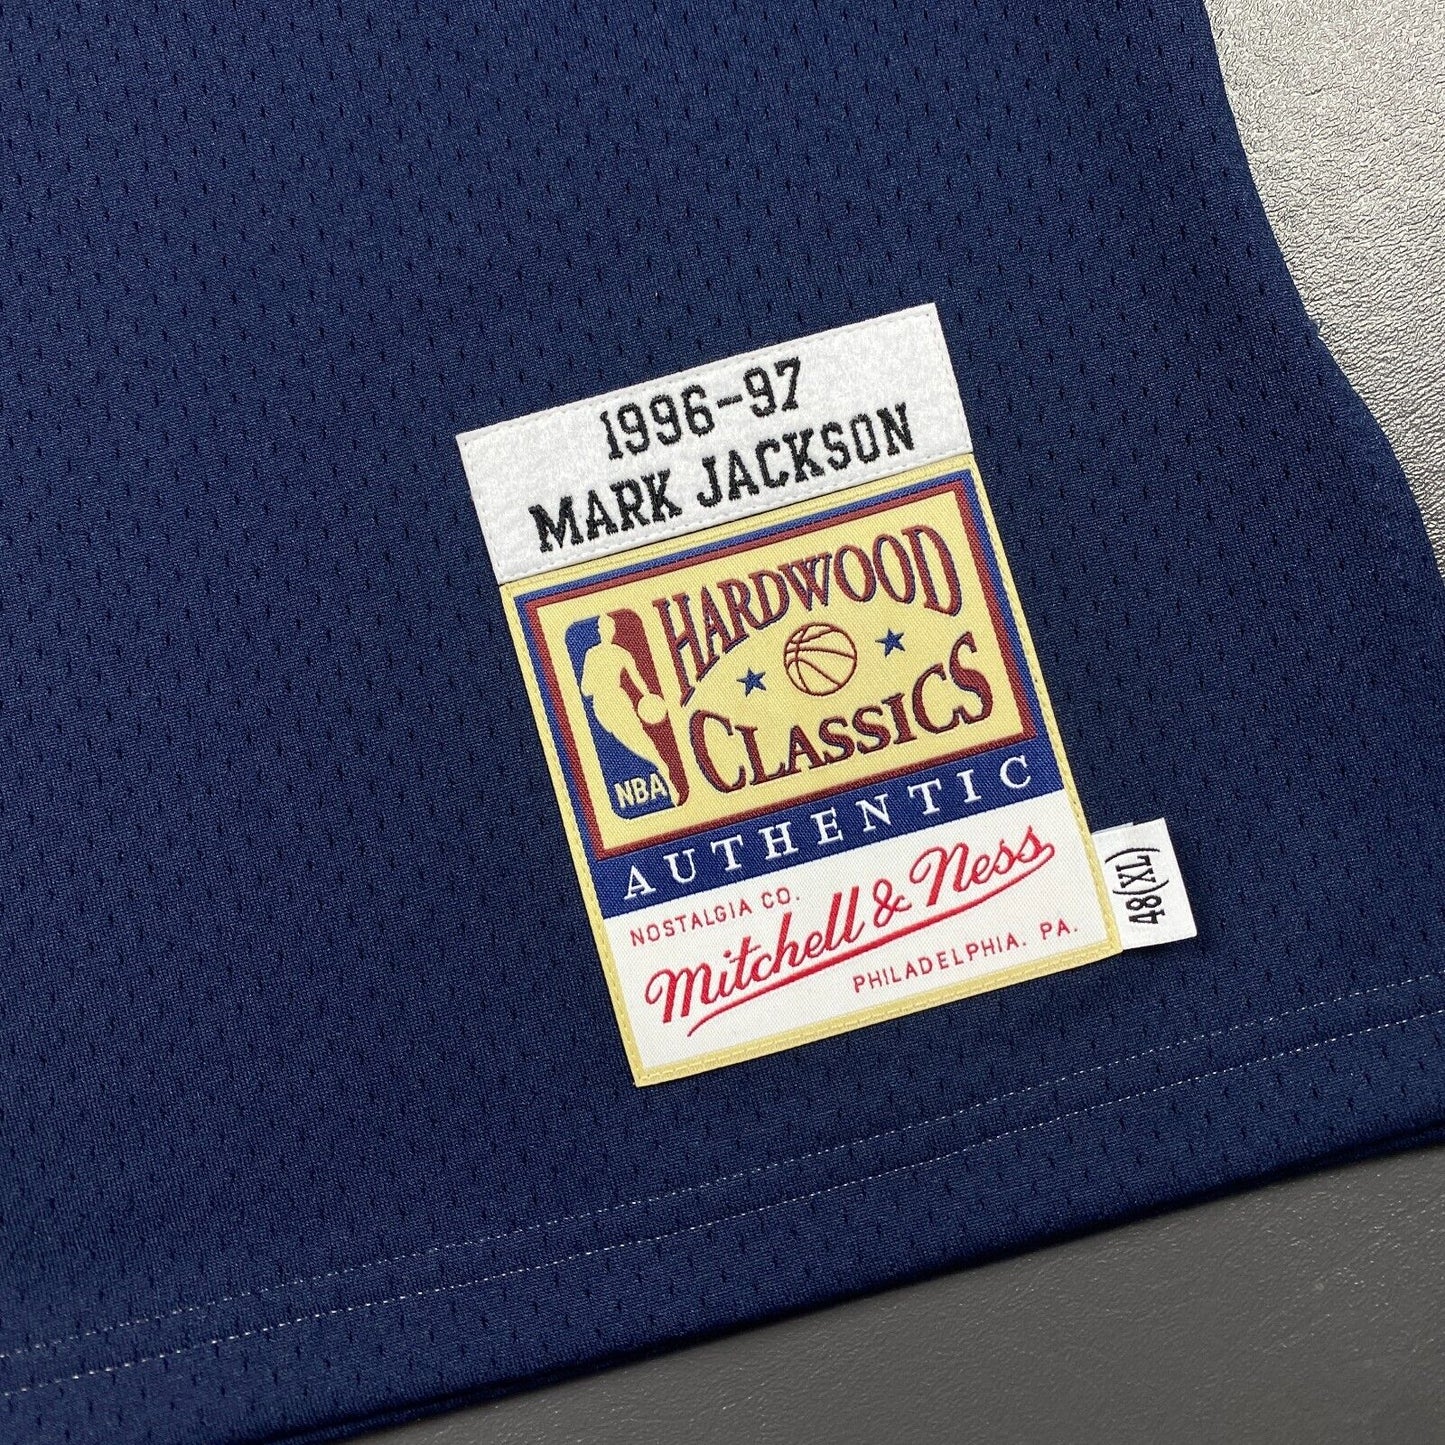 1996-97
MARK JACKSON
HARDWOOD
CLASSICS
NBA
AUTHENTIC
NOSTALGIA CO.
Mitchell & Ness
PHILADELPHIA. PA.
48(XL)